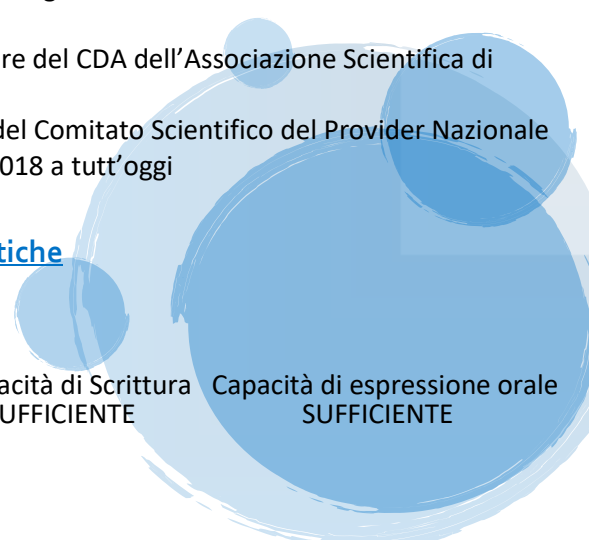 re del CDA dell’Associazione Scientifica di
del Comitato Scientifico del Provider Nazionale
018 a tutt’oggi
tiche
acità di Scrittura Capacità di espressione orale
UFFICIENTE SUFFICIENTE